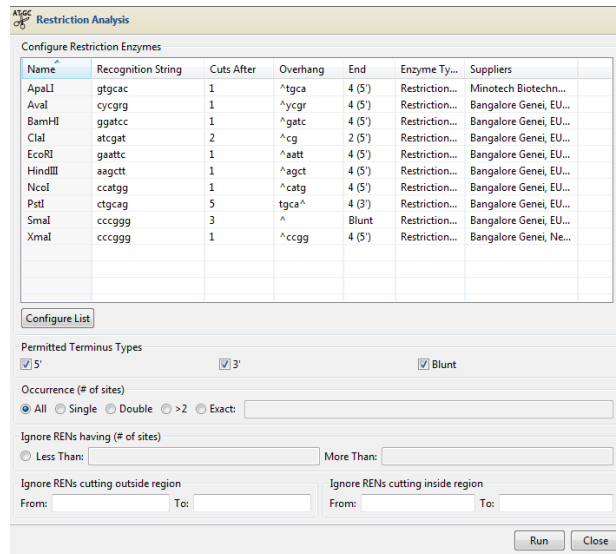 AT-GC Restriction Analysis
Configure Restriction Enzymes
Name Recognition String Cuts After Overhang End Enzyme Ty... Suppliers
ApaLI gtgcac 1 ^tgca 4 (5') Restriction... Minotech Biotechn...
AvaI cycgrg 1 ^ycgr 4 (5') Restriction... Bangalore Genei, EU...
BamHI ggatcc 1 ^gatc 4 (5') Restriction... Bangalore Genei, EU...
ClaI atcgat 2 ^cg 2 (5') Restriction... Bangalore Genei, EU...
EcoRI gaattc 1 ^aatt 4 (5') Restriction... Bangalore Genei, EU...
HindIII aagctt 1 ^agct 4 (5') Restriction... Bangalore Genei, EU...
NcoI ccatgg 1 ^catg 4 (5') Restriction... Bangalore Genei, EU...
PstI ctgcag 5 tgca^ 4 (3') Restriction... Bangalore Genei, EU...
SmaI cccggg 3 ^ Blunt Restriction... Bangalore Genei, EU...
XmaI cccggg 1 ^ccgg 4 (5') Restriction... Bangalore Genei, Ne...
Configure List
Permitted Terminus Types
5' 3' Blunt
Occurrence (# of sites)
All Single Double >2 Exact:
Ignore RENs having (# of sites)
Less Than: More Than:
Ignore RENs cutting outside region Ignore RENs cutting inside region
From: To: From: To:
Run Close